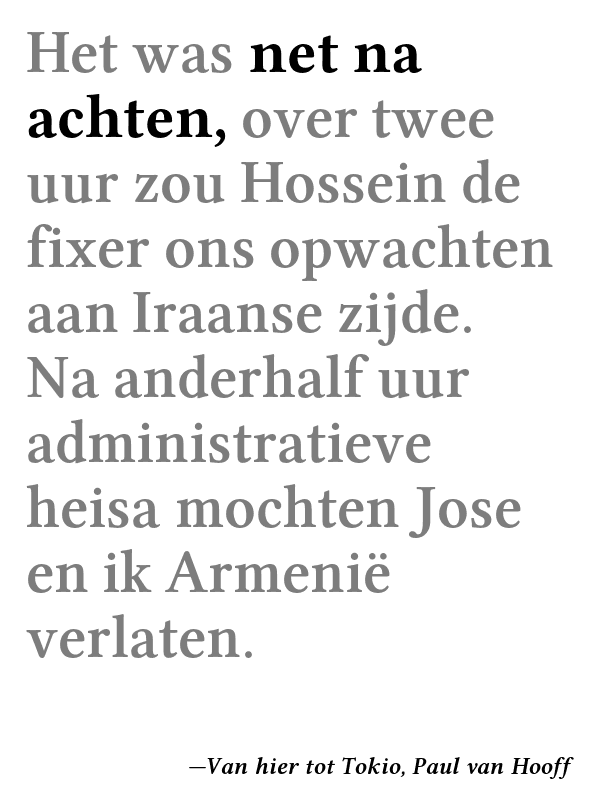 Het was net na
achten, over twee
uur zou Hossein de
fixer ons opwachten
aan Iraanse zijde.
Na anderhalf uur
administratieve
heisa mochten Jose
en ik Armenië
verlaten.
—Van hier tot Tokio, Paul van Hooff